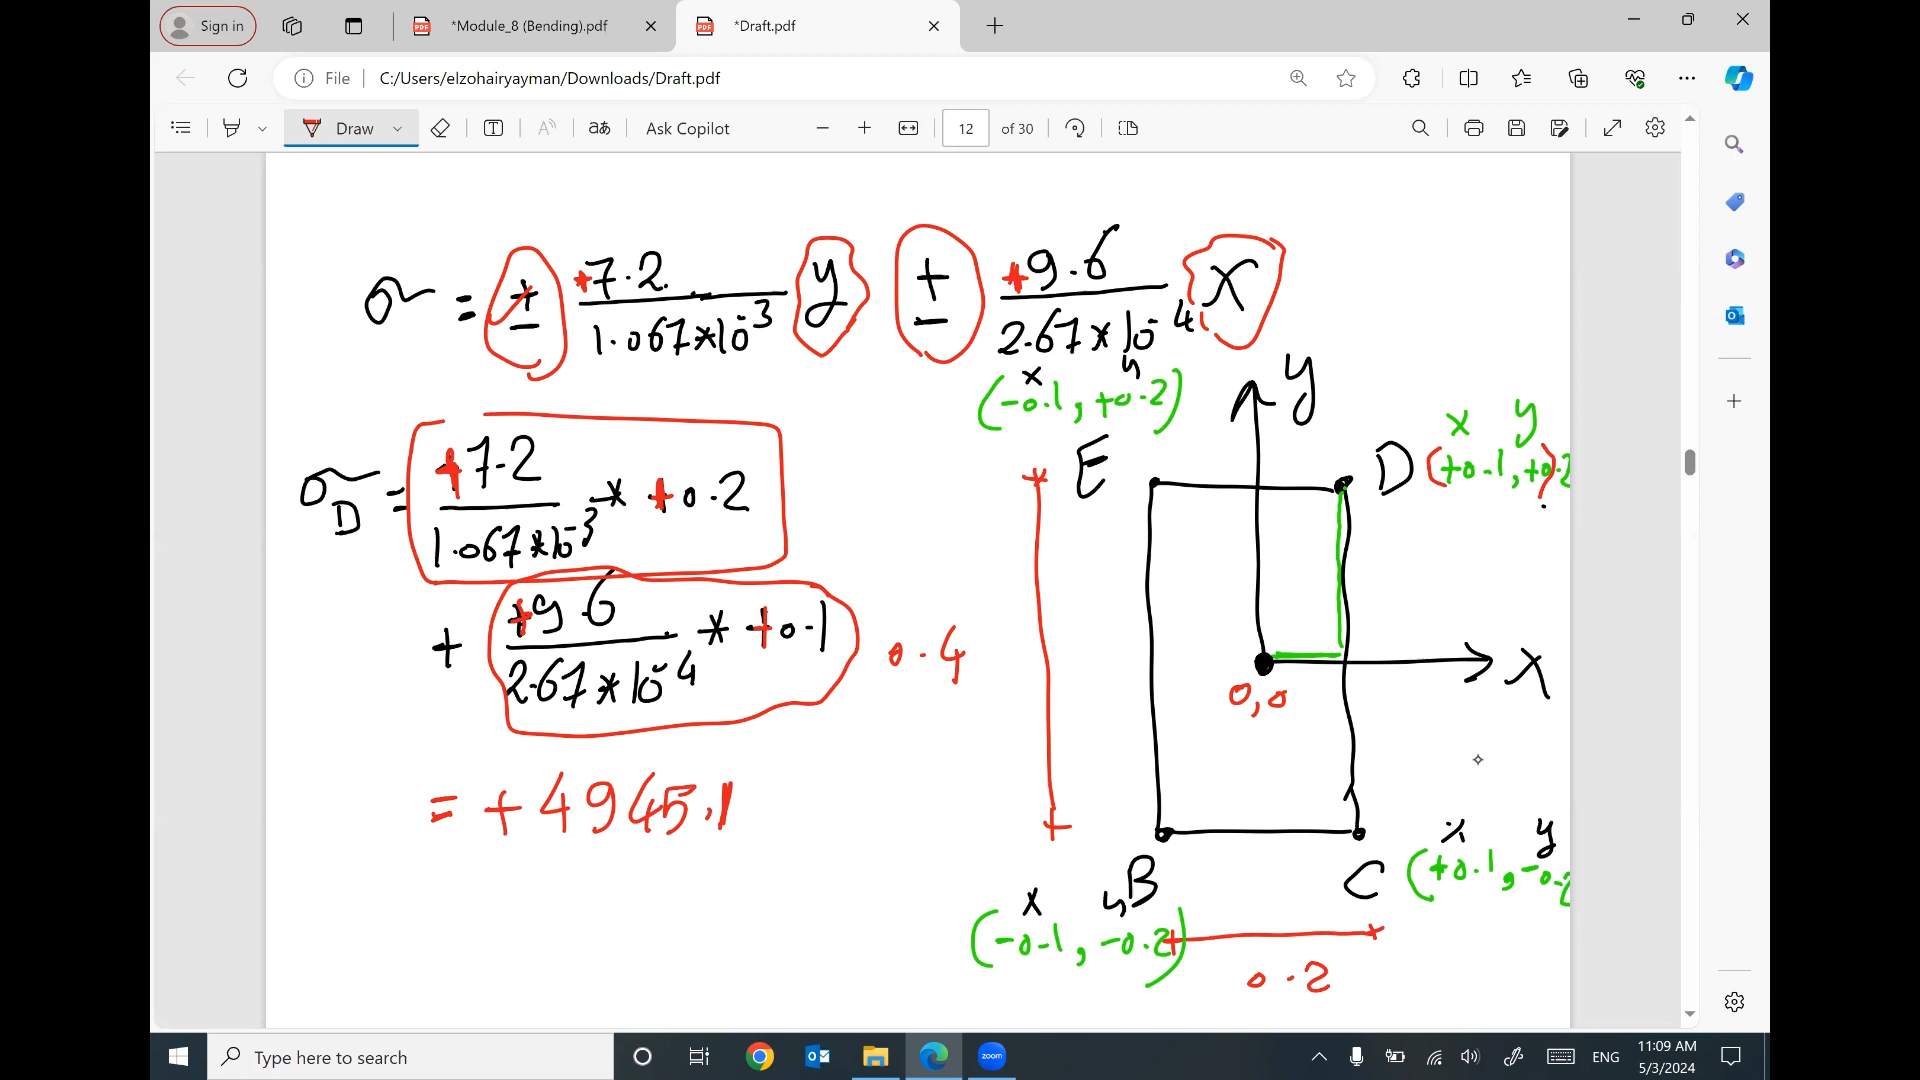 Sign in
*Module_8 (Bending).pdf
*Draft.pdf
File
C:/Users/elzohairyayman/Downloads/Draft.pdf
Draw
Ask Copilot
12
of 30
σ = ± +7.2 / 1.067*10⁻³ y ± +9.6 / 2.67*10⁻⁴ x
x y
(-0.1, +0.2)
y
x y
E
D (+0.1, +0.2)
σD = +7.2 / 1.067*10⁻³ * +0.2
+ +9.6 / 2.67*10⁻⁴ * +0.1
0.4
x
0,0
= +4945.1
x y
B
C (+0.1, -0.2
x y
(-0.1, -0.2)
0.2
Type here to search
zoom
ENG
11:09 AM
5/3/2024